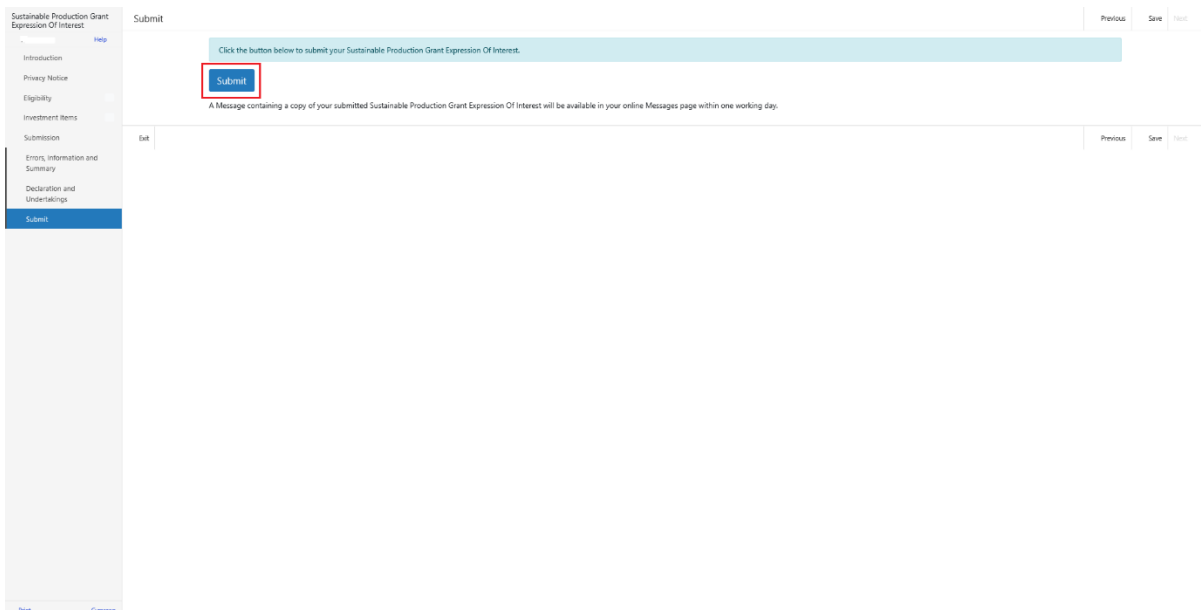 Sustainable Production Grant
Expression Of Interest
Help
Introduction
Privacy Notice
Eligibility
Investment Items
Submission
Errors, Information and
Summary
Declaration and
Undertakings
Submit
Submit
Previous
Save
Next
Click the button below to submit your Sustainable Production Grant Expression Of Interest.
Submit
A Message containing a copy of your submitted Sustainable Production Grant Expression Of Interest will be available in your online Messages page within one working day.
Exit
Previous
Save
Next
Print